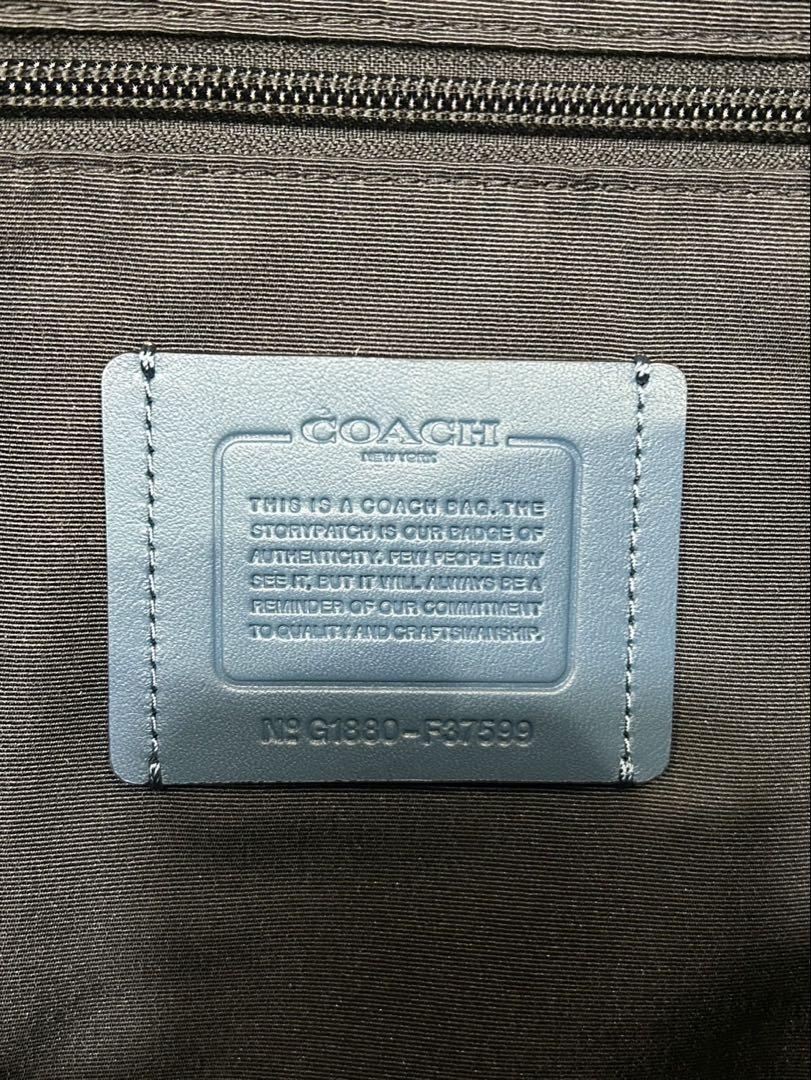 COACH
NEW YORK
THIS IS A COACH BAG. THE
STORYPATCH IS OUR BADGE OF
AUTHENTICITY. FEW PEOPLE MAY
SEE IT, BUT IT WILL ALWAYS BE A
REMINDER OF OUR COMMITMENT
TO QUALITY AND CRAFTSMANSHIP.
Nº G1880-F37599